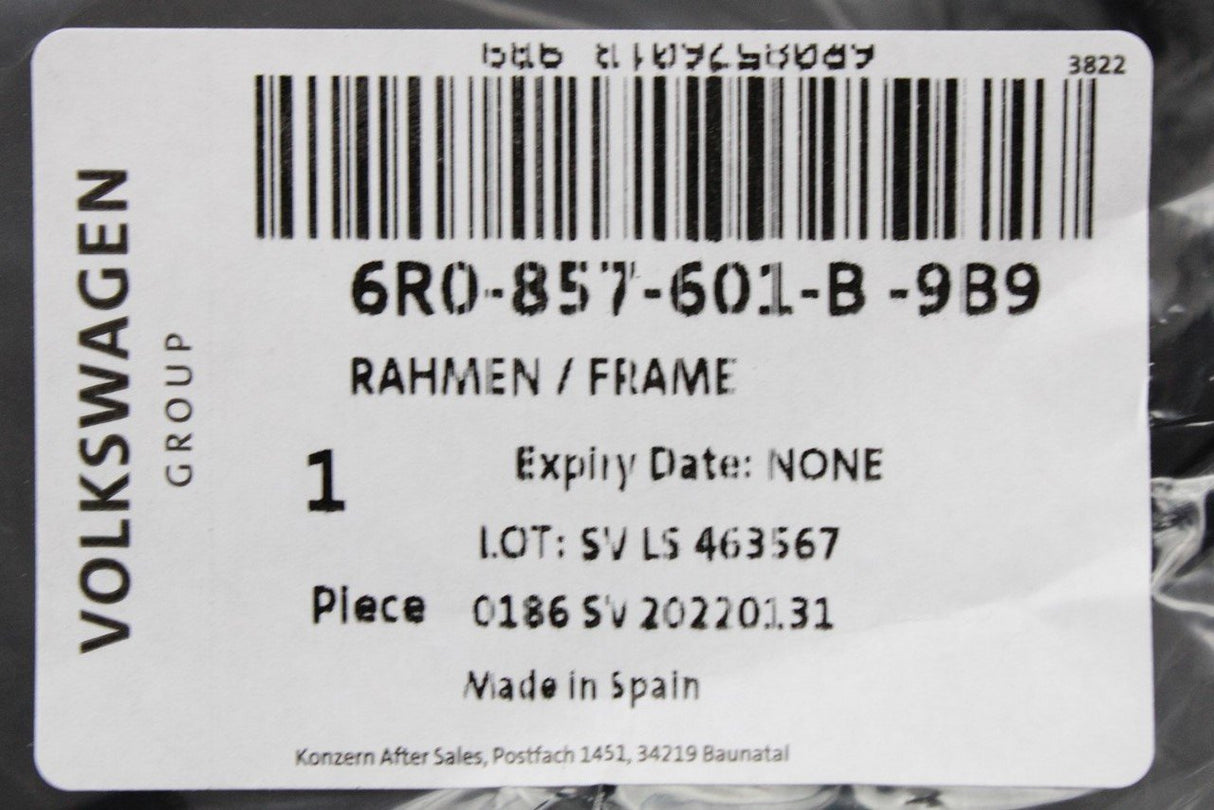 3822
6R0-857-601-B -9B9
RAHMEN / FRAME
1
Expiry Date: NONE
LOT: SV LS 463567
Piece
0186 SV 20220131
Made in Spain
Konzern After Sales, Postfach 1451, 34219 Baunatal
VOLKSWAGEN
GROUP